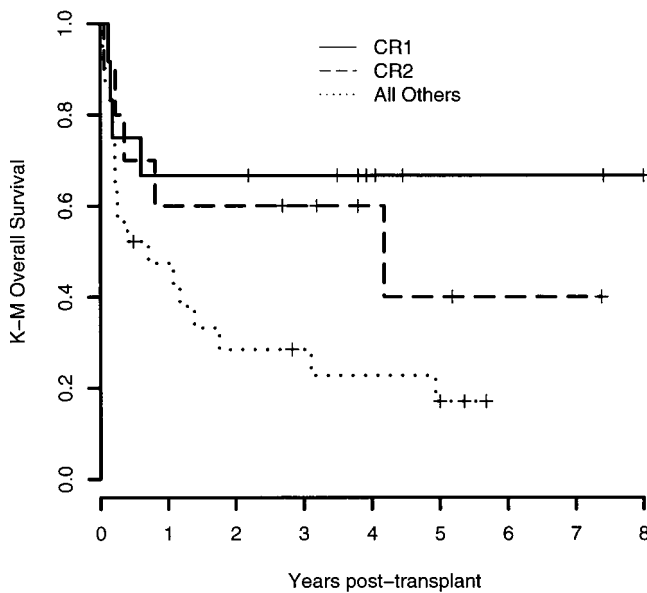 CR1
CR2
All Others
K-M Overall Survival
1.0
0.8
0.6
0.4
0.2
0.0
0 1 2 3 4 5 6 7 8
Years post-transplant